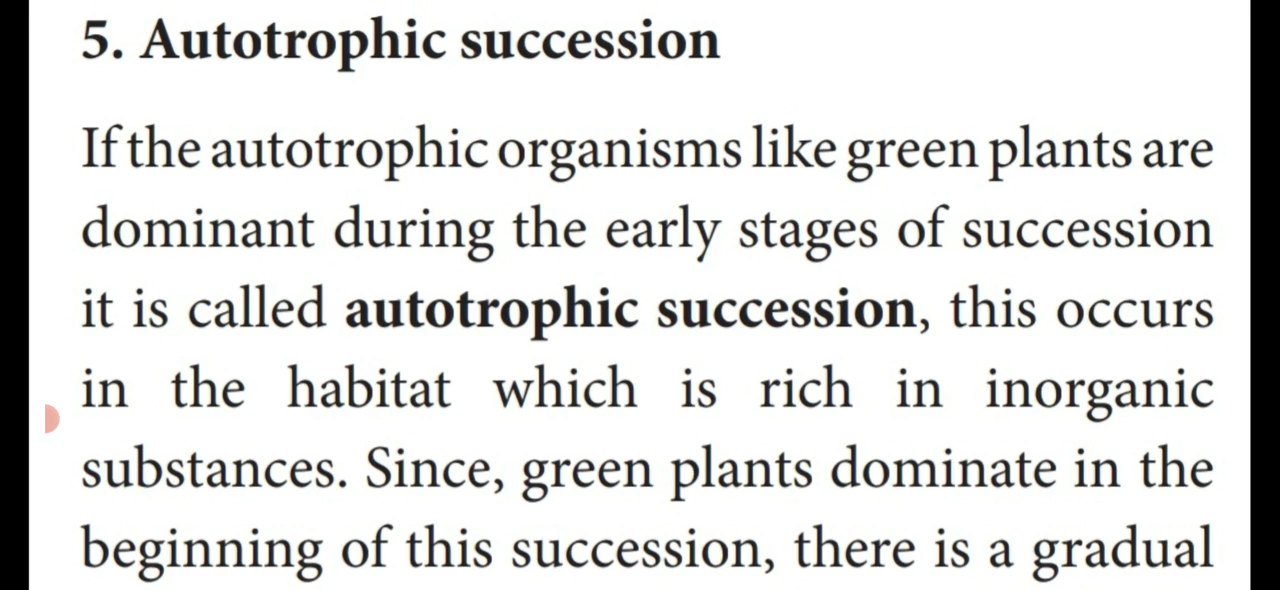 5. Autotrophic succession
If the autotrophic organisms like green plants are
dominant during the early stages of succession
it is called autotrophic succession, this occurs
in the habitat which is rich in inorganic
substances. Since, green plants dominate in the
beginning of this succession, there is a gradual